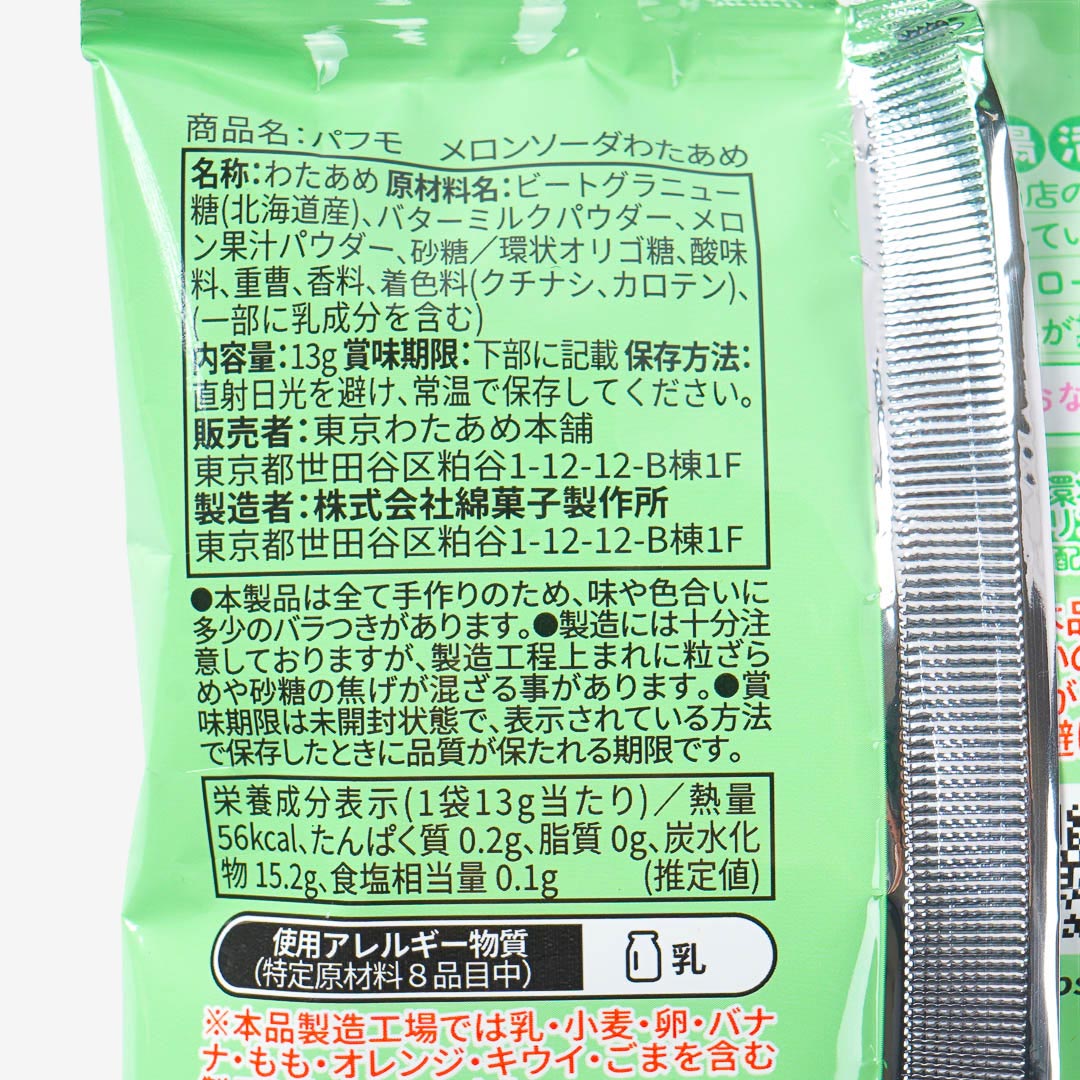 商品名：パフモ　メロンソーダわたあめ
名称：わたあめ 原材料名：ビートグラニュー
糖(北海道産)、バターミルクパウダー、メロ
ン果汁パウダー、砂糖／環状オリゴ糖、酸味
料、重曹、香料、着色料(クチナシ、カロテン)、
(一部に乳成分を含む)
内容量：13g 賞味期限：下部に記載 保存方法：
直射日光を避け、常温で保存してください。
販売者：東京わたあめ本舗
東京都世田谷区粕谷1-12-12-B棟1F
製造者：株式会社綿菓子製作所
東京都世田谷区粕谷1-12-12-B棟1F
●本製品は全て手作りのため、味や色合いに
多少のバラつきがあります。●製造には十分注
意しておりますが、製造工程上まれに粒ざら
めや砂糖の焦げが混ざる事があります。●賞
味期限は未開封状態で、表示されている方法
で保存したときに品質が保たれる期限です。
栄養成分表示(1袋13g当たり)／熱量
56kcal、たんぱく質 0.2g、脂質 0g、炭水化
物 15.2g、食塩相当量 0.1g　(推定値)
使用アレルギー物質
(特定原材料８品目中)
乳
※本品製造工場では乳・小麦・卵・バナ
ナ・もも・オレンジ・キウイ・ごまを含む
店の
てい
ロー
が
な
配